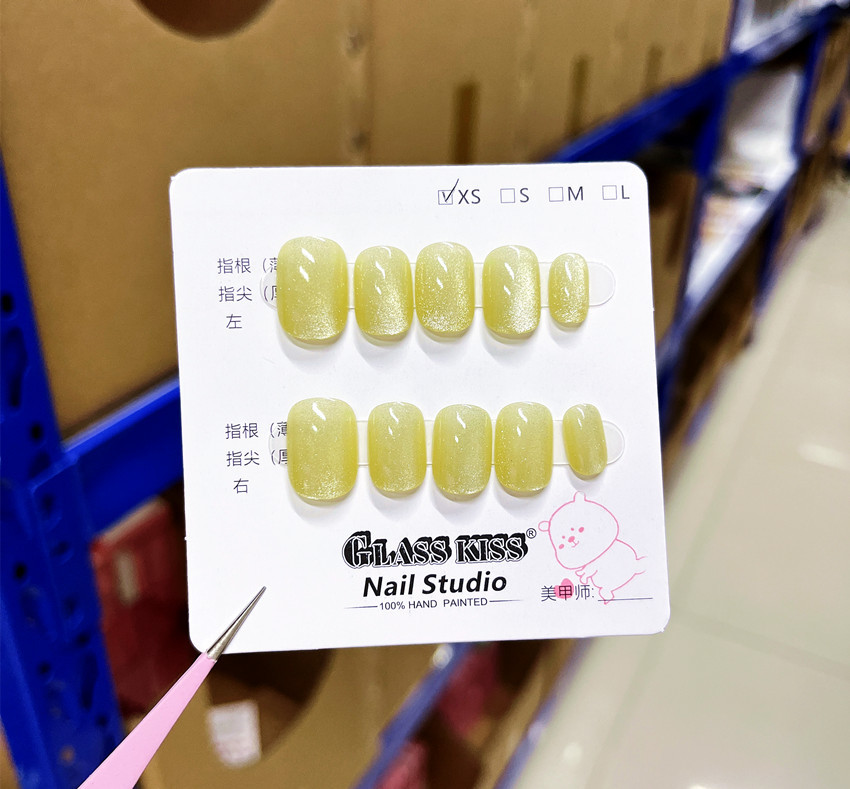 ☑XS □S □M □L
指根（薄
指尖（厚
左
指根（薄
指尖（厚
右
GLASS KISS®
Nail Studio
100% HAND PAINTED
美甲师: